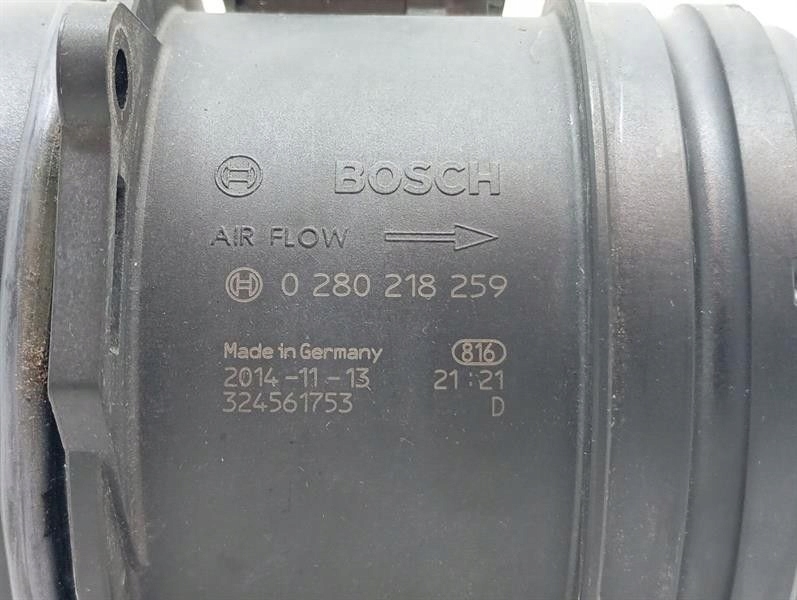 BOSCH
AIR FLOW
0 280 218 259
Made in Germany 816
2014-11-13 21:21
324561753 D